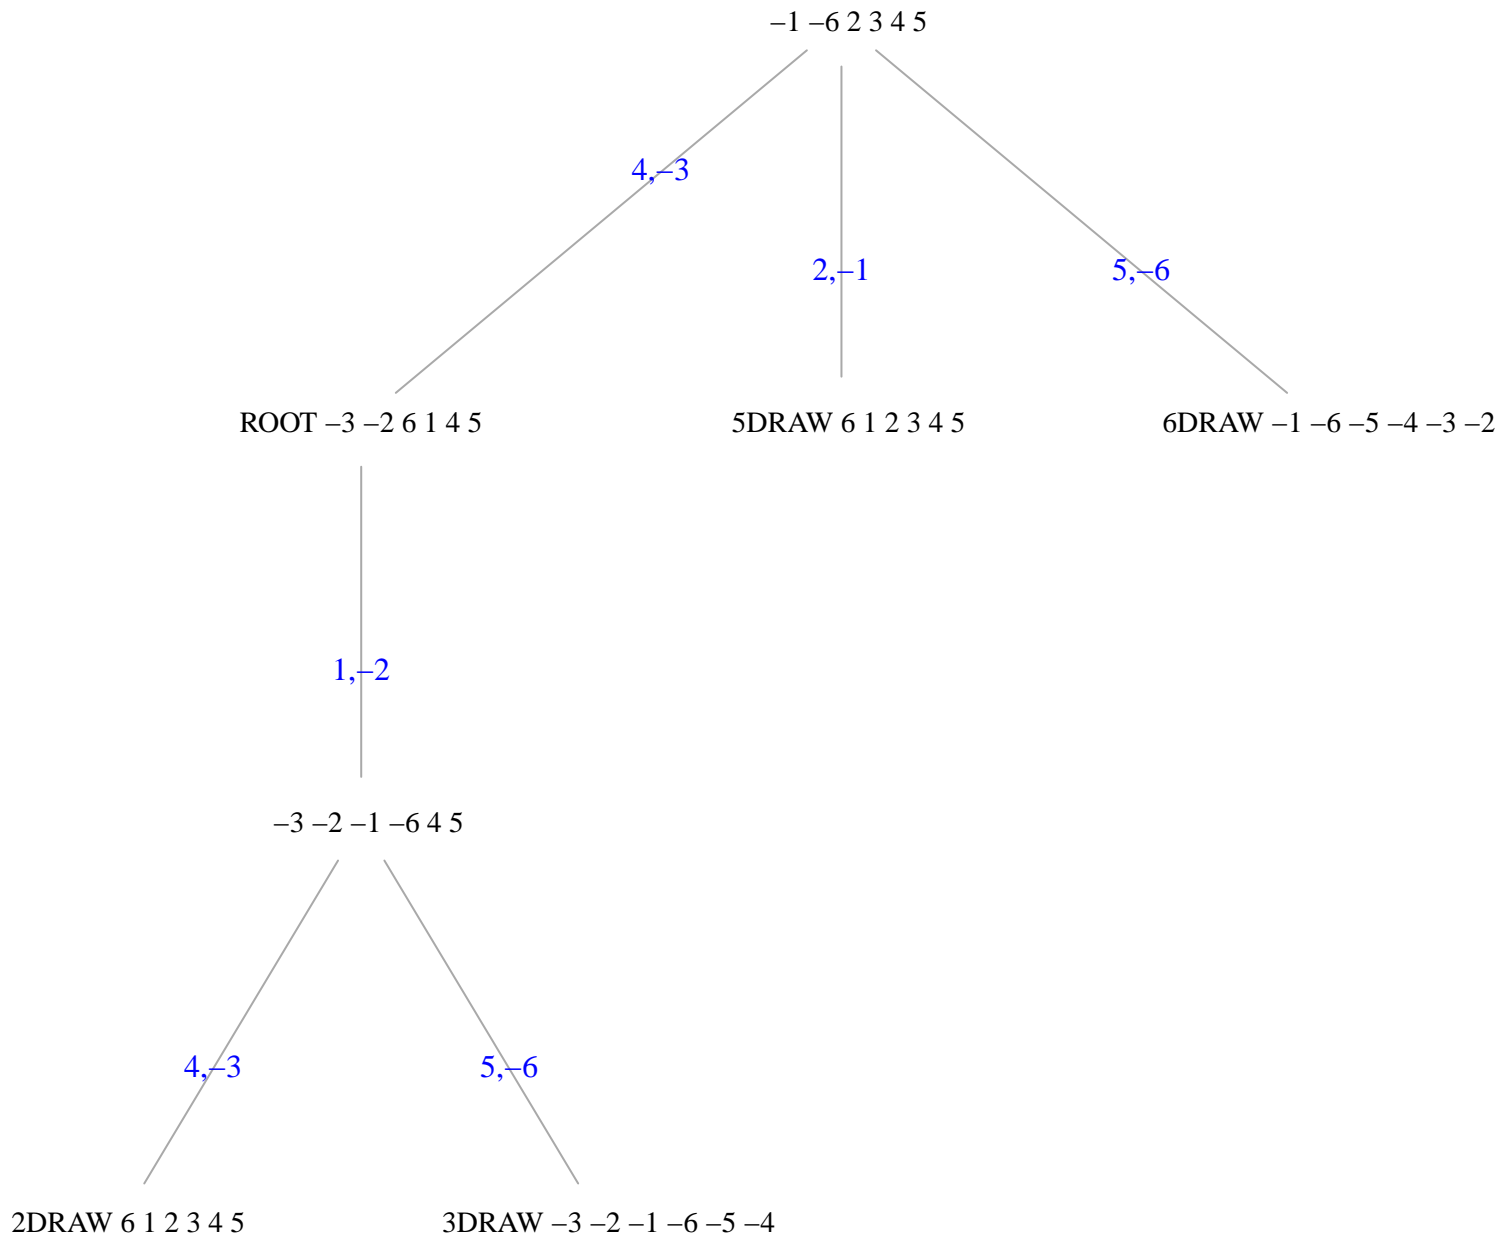 –1 –6 2 3 4 5
4,–3
2,–1
5,–6
ROOT –3 –2 6 1 4 5
5DRAW 6 1 2 3 4 5
6DRAW –1 –6 –5 –4 –3 –2
1,–2
–3 –2 –1 –6 4 5
4,–3
5,–6
2DRAW 6 1 2 3 4 5
3DRAW –3 –2 –1 –6 –5 –4